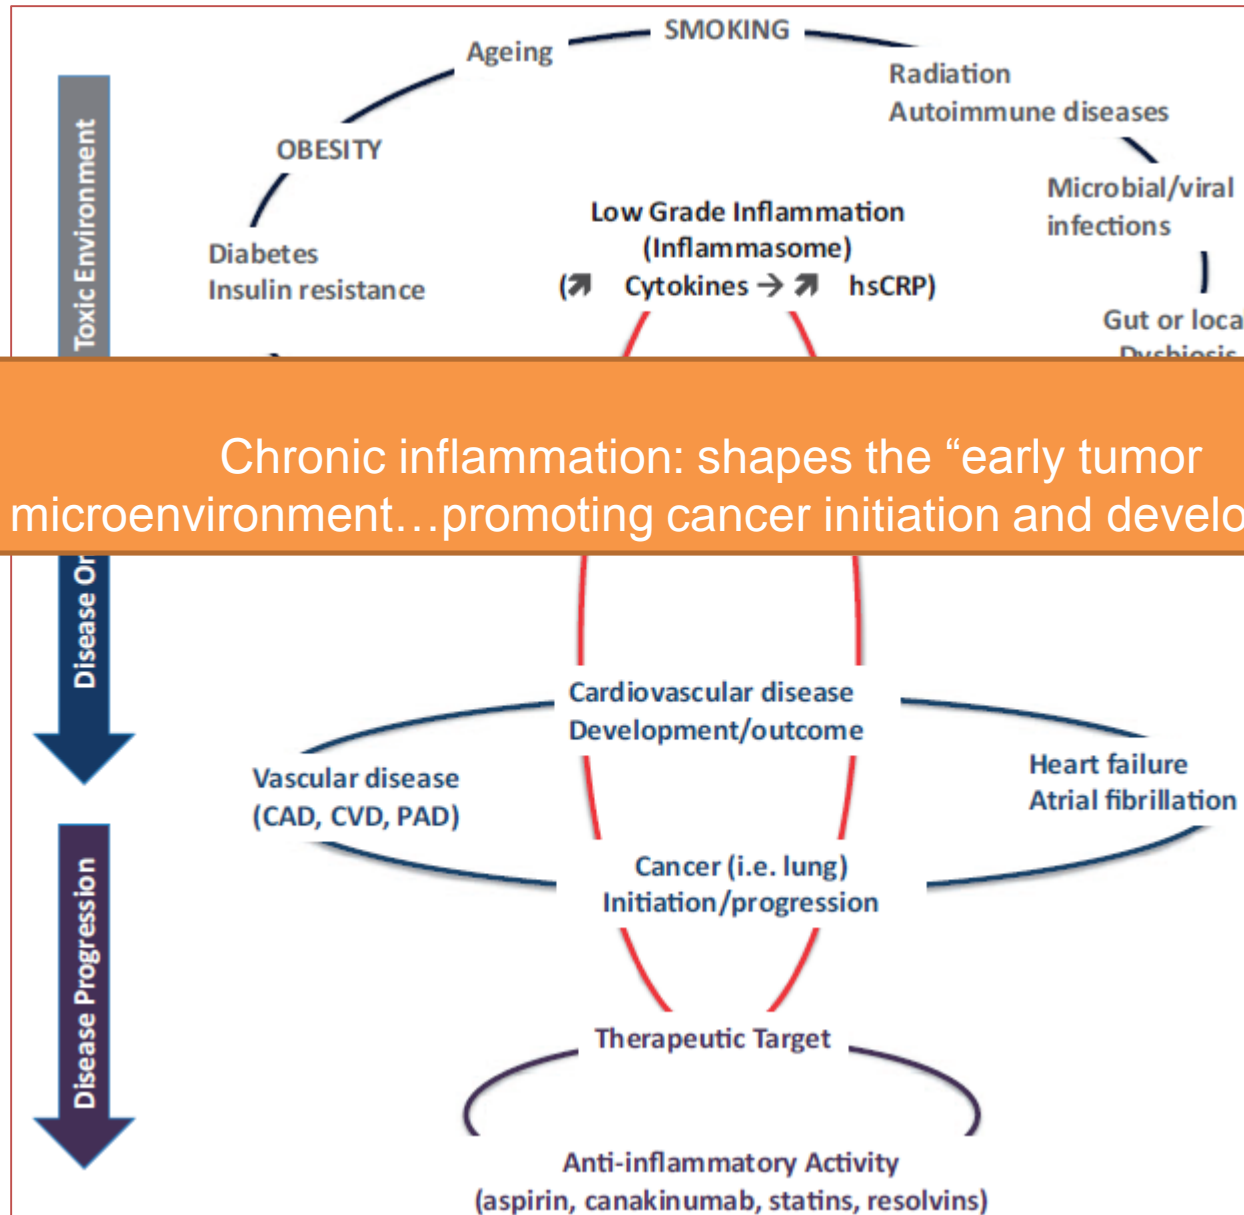 SMOKING
Ageing
Radiation
Autoimmune diseases
OBESITY
Microbial/viral
infections
Low Grade Inflammation
(Inflammasome)
(↗ Cytokines → ↗ hsCRP)
Diabetes
Insulin resistance
Gut or loca
Dysbiosis
Toxic Environment
Chronic inflammation: shapes the “early tumor
microenvironment…promoting cancer initiation and develo
Disease Or
Cardiovascular disease
Development/outcome
Vascular disease
(CAD, CVD, PAD)
Heart failure
Atrial fibrillation
Cancer (i.e. lung)
Initiation/progression
Disease Progression
Therapeutic Target
Anti-inflammatory Activity
(aspirin, canakinumab, statins, resolvins)